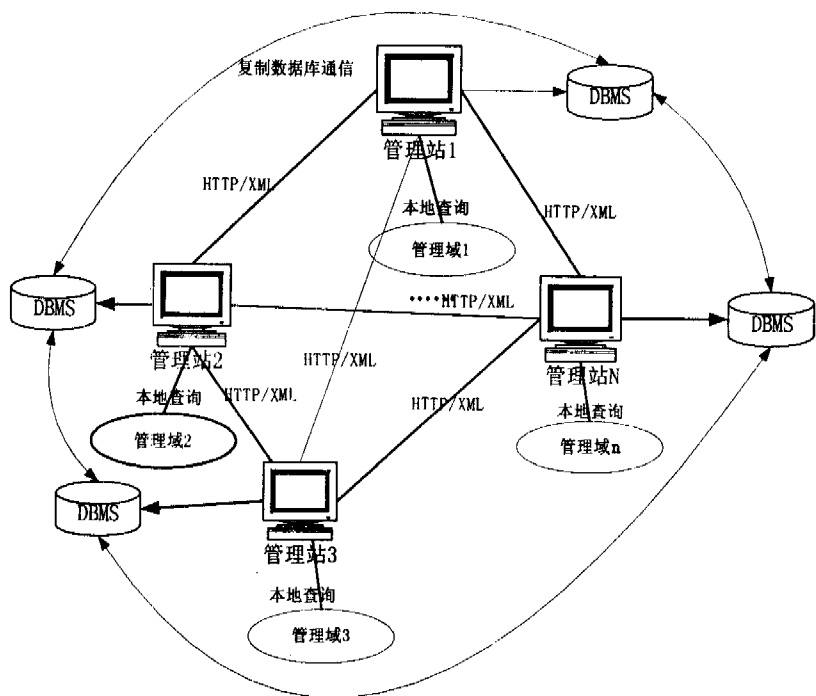 复制数据库通信
DBMS
管理站1
HTTP/XML
本地查询
HTTP/XML
管理域1
DBMS
······HTTP/XML
DBMS
管理站2
HTTP/XML
管理站N
本地查询
HTTP/XML
HTTP/XML
本地查询
管理域2
管理域n
DBMS
管理站3
本地查询
管理域3